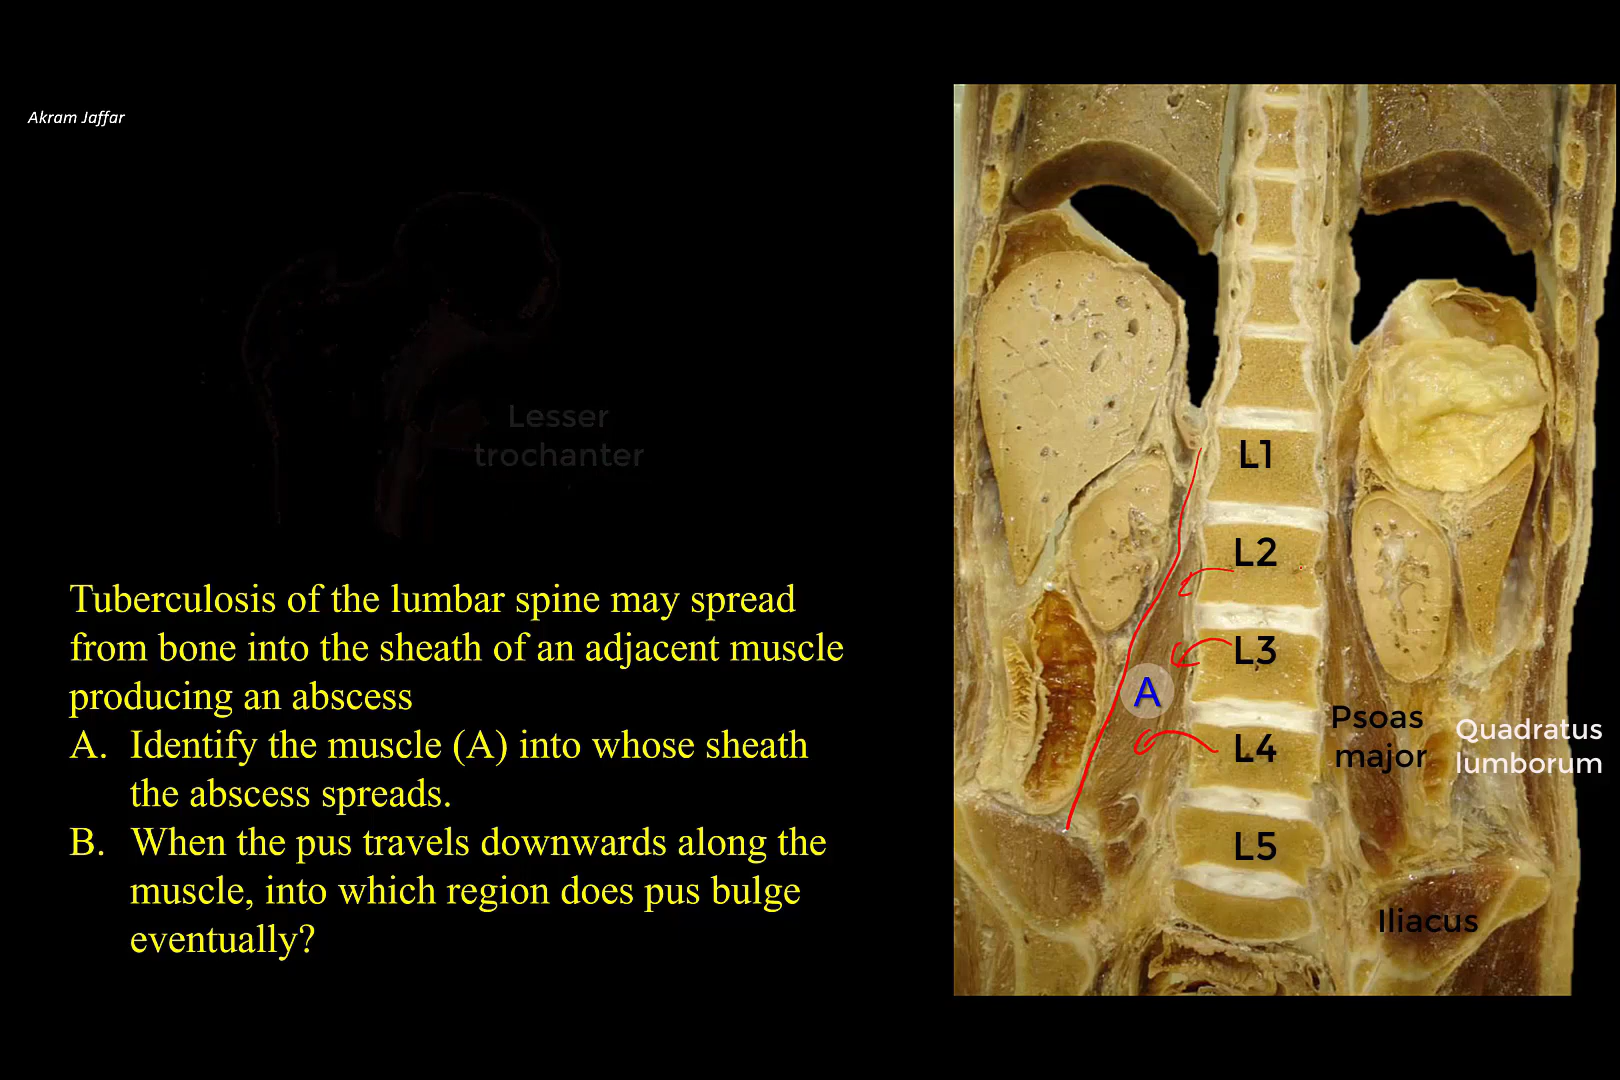 Akram Jaffar
Lesser
trochanter
Tuberculosis of the lumbar spine may spread
from bone into the sheath of an adjacent muscle
producing an abscess
A. Identify the muscle (A) into whose sheath
the abscess spreads.
B. When the pus travels downwards along the
muscle, into which region does pus bulge
eventually?
L1
L2
L3
A
L4
Psoas
major
Quadratus
lumborum
L5
Iliacus